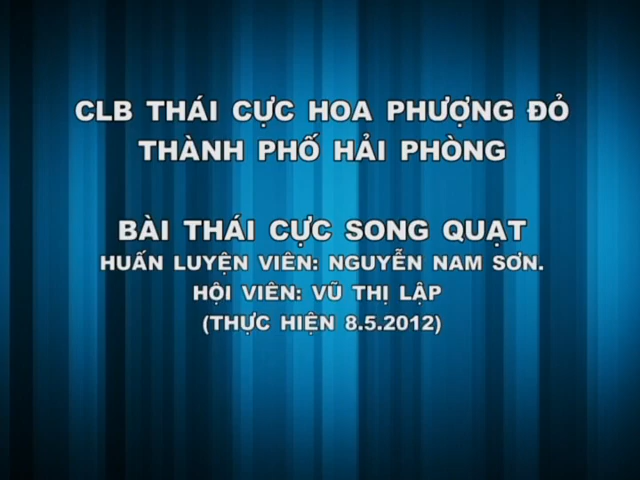 CLB THÁI CỰC HOA PHƯỢNG ĐỎ
THÀNH PHỐ HẢI PHÒNG
BÀI THÁI CỰC SONG QUẠT
HUẤN LUYỆN VIÊN: NGUYỄN NAM SƠN.
HỘI VIÊN: VŨ THỊ LẬP
(THỰC HIỆN 8.5.2012)